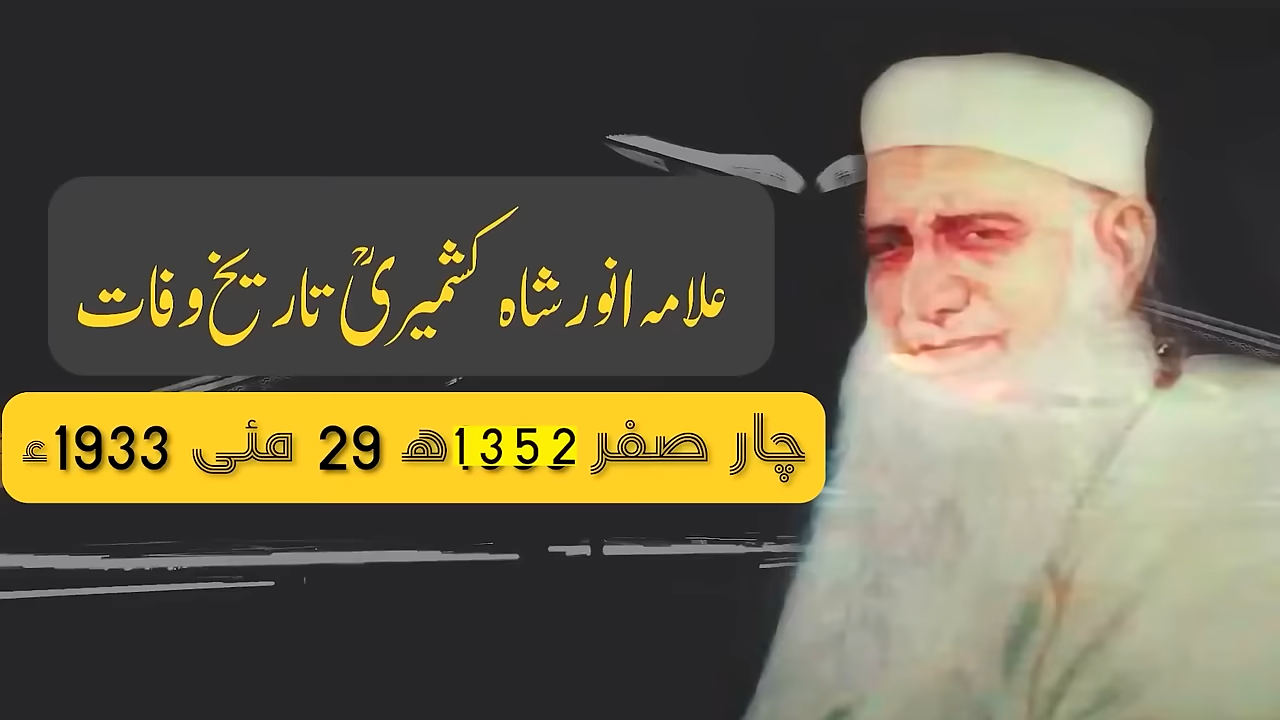 علامہ انور شاہ کشمیریؒ تاریخ وفات
چار صفر 1352ھ 29 مئی 1933ء